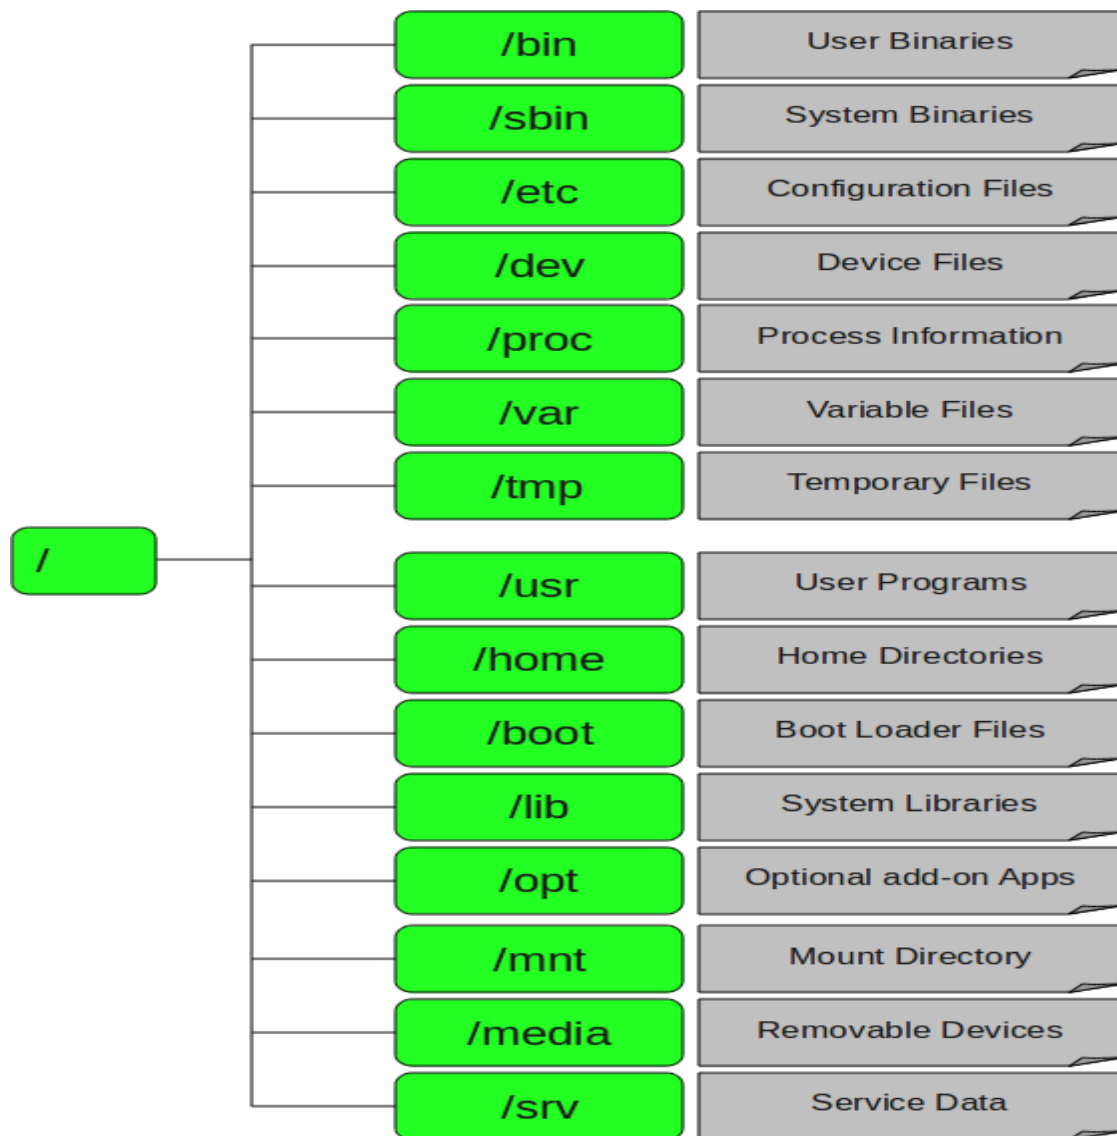 /bin User Binaries
/sbin System Binaries
/etc Configuration Files
/dev Device Files
/proc Process Information
/var Variable Files
/tmp Temporary Files
/
/usr User Programs
/home Home Directories
/boot Boot Loader Files
/lib System Libraries
/opt Optional add-on Apps
/mnt Mount Directory
/media Removable Devices
/srv Service Data